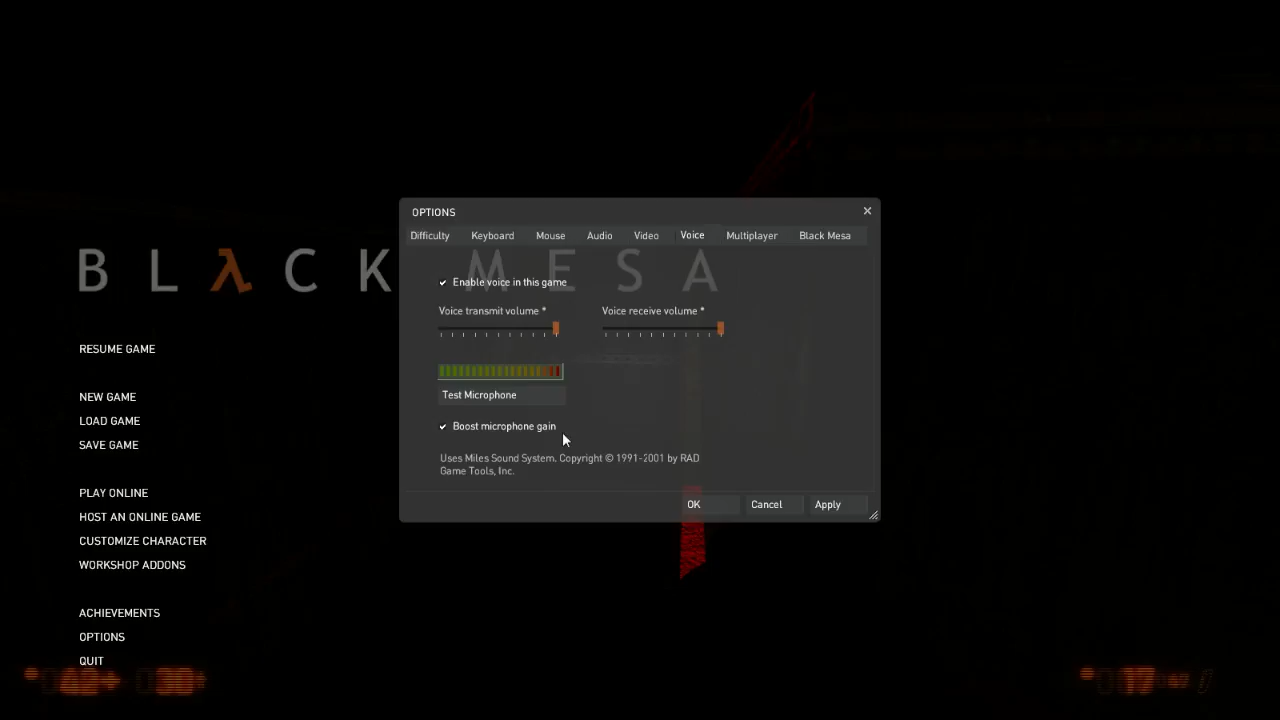 OPTIONS
Difficulty Keyboard Mouse Audio Video Voice Multiplayer Black Mesa
BLλCK MESA
Enable voice in this game
Voice transmit volume * Voice receive volume *
Test Microphone
Boost microphone gain
Uses Miles Sound System. Copyright © 1991-2001 by RAD
Game Tools, Inc.
OK Cancel Apply
RESUME GAME
NEW GAME
LOAD GAME
SAVE GAME
PLAY ONLINE
HOST AN ONLINE GAME
CUSTOMIZE CHARACTER
WORKSHOP ADDONS
ACHIEVEMENTS
OPTIONS
QUIT